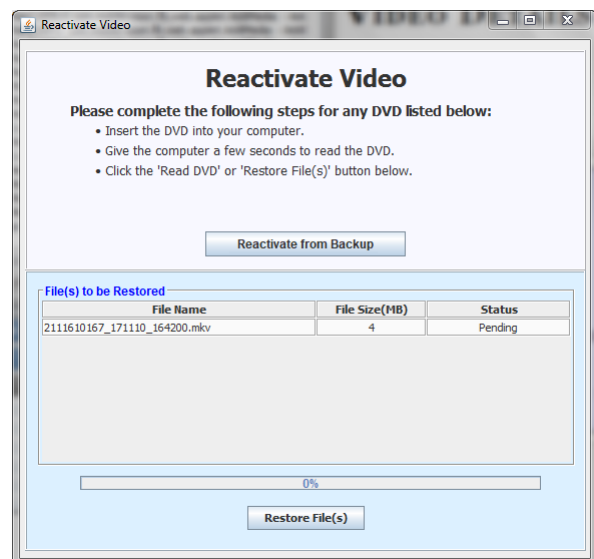 Reactivate Video
VIDEO DETAILS
Reactivate Video
Please complete the following steps for any DVD listed below:
• Insert the DVD into your computer.
• Give the computer a few seconds to read the DVD.
• Click the 'Read DVD' or 'Restore File(s)' button below.
Reactivate from Backup
File(s) to be Restored
File Name File Size(MB) Status
2111610167_171110_164200.mkv 4 Pending
0%
Restore File(s)